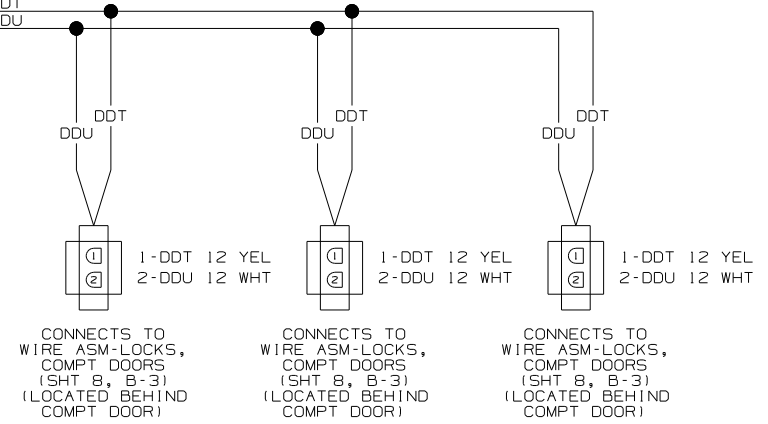 DDU
DDT
DDU
DDT
DDU
DDT
DDU
1
2
1-DDT 12 YEL
2-DDU 12 WHT
1
2
1-DDT 12 YEL
2-DDU 12 WHT
1
2
1-DDT 12 YEL
2-DDU 12 WHT
CONNECTS TO
WIRE ASM-LOCKS,
COMPT DOORS
(SHT 8, B-3)
(LOCATED BEHIND
COMPT DOOR)
CONNECTS TO
WIRE ASM-LOCKS,
COMPT DOORS
(SHT 8, B-3)
(LOCATED BEHIND
COMPT DOOR)
CONNECTS TO
WIRE ASM-LOCKS,
COMPT DOORS
(SHT 8, B-3)
(LOCATED BEHIND
COMPT DOOR)